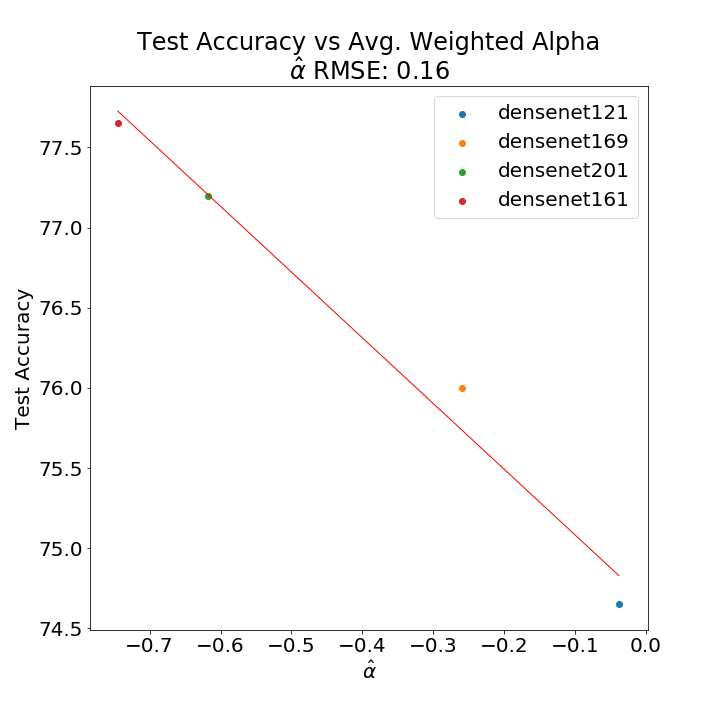 Test Accuracy vs Avg. Weighted Alpha
α̂ RMSE: 0.16
densenet121
densenet169
densenet201
densenet161
Test Accuracy
77.5
77.0
76.5
76.0
75.5
75.0
74.5
−0.7
−0.6
−0.5
−0.4
−0.3
−0.2
−0.1
0.0
α̂